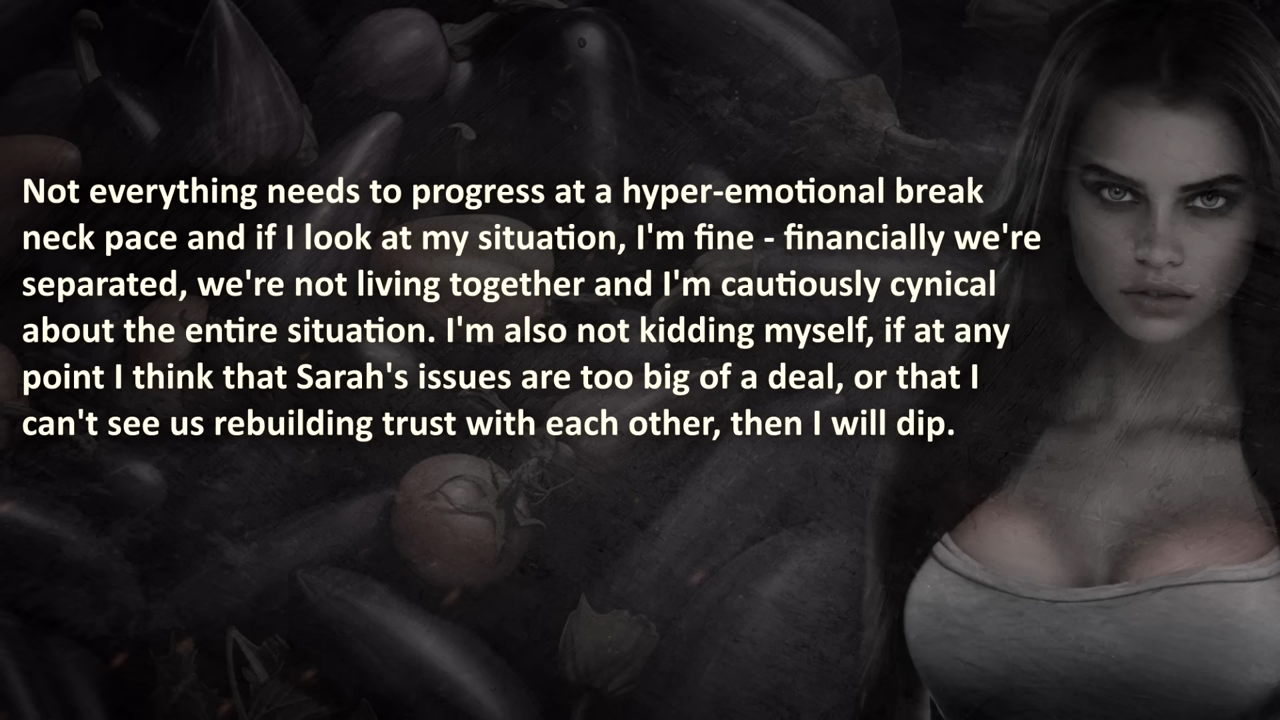 Not everything needs to progress at a hyper-emotional break
neck pace and if I look at my situation, I'm fine - financially we're
separated, we're not living together and I'm cautiously cynical
about the entire situation. I'm also not kidding myself, if at any
point I think that Sarah's issues are too big of a deal, or that I
can't see us rebuilding trust with each other, then I will dip.